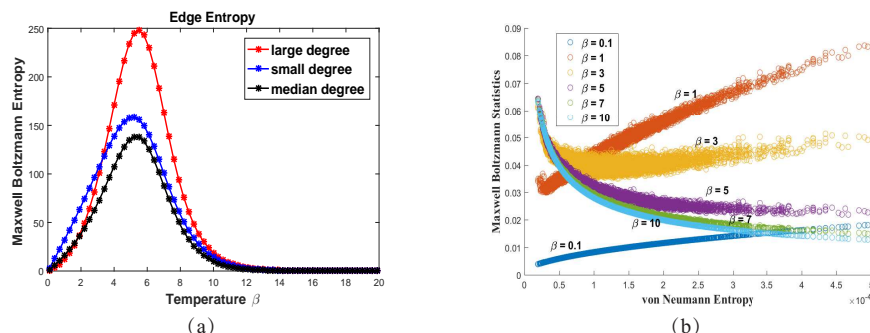 Edge Entropy
Maxwell Boltzmann Entropy
250
200
150
100
50
0
0 2 4 6 8 10 12 14 16 18 20
Temperature β
large degree
small degree
median degree
(a)
Maxwell Boltzmann Statistics
0.09
0.08
0.07
0.06
0.05
0.04
0.03
0.02
0.01
0
β = 0.1
β = 1
β = 3
β = 5
β = 7
β = 10
β = 1
β = 3
β = 5
β = 7
β = 10
β = 0.1
0 0.5 1 1.5 2 2.5 3 3.5 4 4.5
von Neumann Entropy
(b)